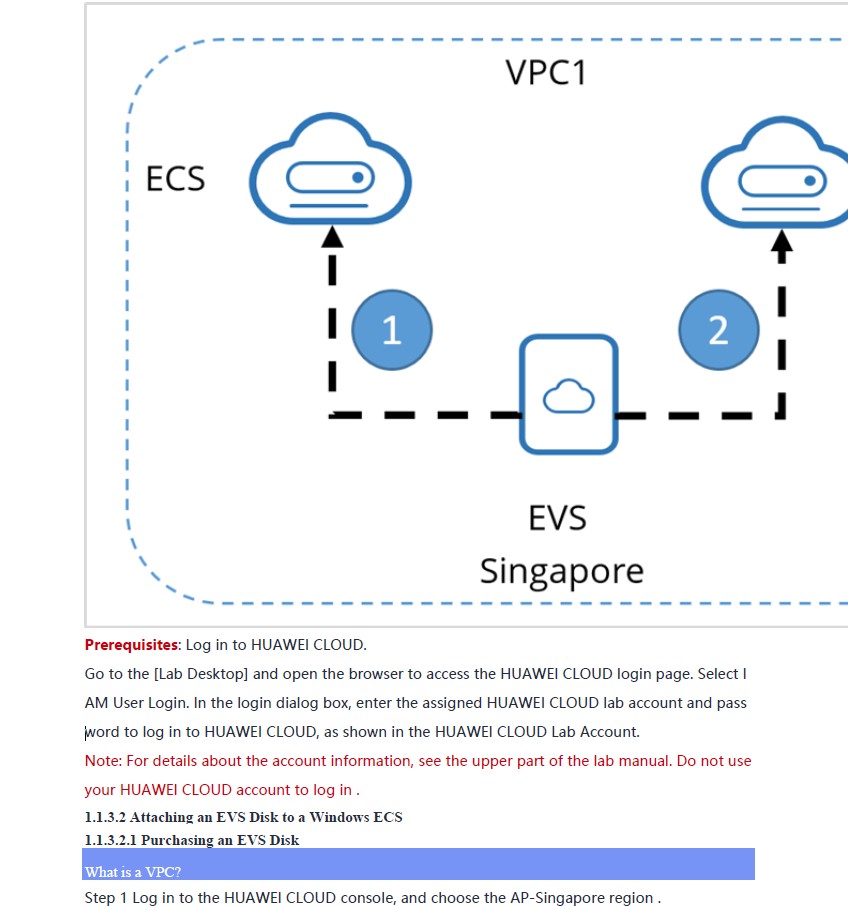 VPC1
ECS
1
2
EVS
Singapore
Prerequisites: Log in to HUAWEI CLOUD.
Go to the [Lab Desktop] and open the browser to access the HUAWEI CLOUD login page. Select I
AM User Login. In the login dialog box, enter the assigned HUAWEI CLOUD lab account and pass
word to log in to HUAWEI CLOUD, as shown in the HUAWEI CLOUD Lab Account.
Note: For details about the account information, see the upper part of the lab manual. Do not use
your HUAWEI CLOUD account to log in .
1.1.3.2 Attaching an EVS Disk to a Windows ECS
1.1.3.2.1 Purchasing an EVS Disk
What is a VPC?
Step 1 Log in to the HUAWEI CLOUD console, and choose the AP-Singapore region .